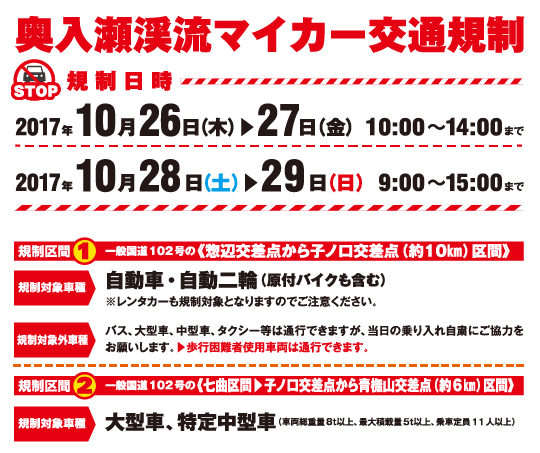 奥入瀬渓流マイカー交通規制
STOP 規制日時
2017年10月26日(木)▶27日(金) 10:00〜14:00まで
2017年10月28日(土)▶29日(日) 9:00〜15:00まで
規制区間 1 一般国道102号の《惣辺交差点から子ノ口交差点(約10km)区間》
規制対象車種 自動車・自動二輪(原付バイクも含む)
※レンタカーも規制対象となりますのでご注意ください。
規制対象外車種 バス、大型車、中型車、タクシー等は通行できますが、当日の乗り入れ自粛にご協力を
お願いします。▶歩行困難者使用車両は通行できます。
規制区間 2 一般国道102号の《七曲区間▶子ノ口交差点から青橅山交差点(約6km)区間》
規制対象車種 大型車、特定中型車(車両総重量8t以上、最大積載量5t以上、乗車定員11人以上)